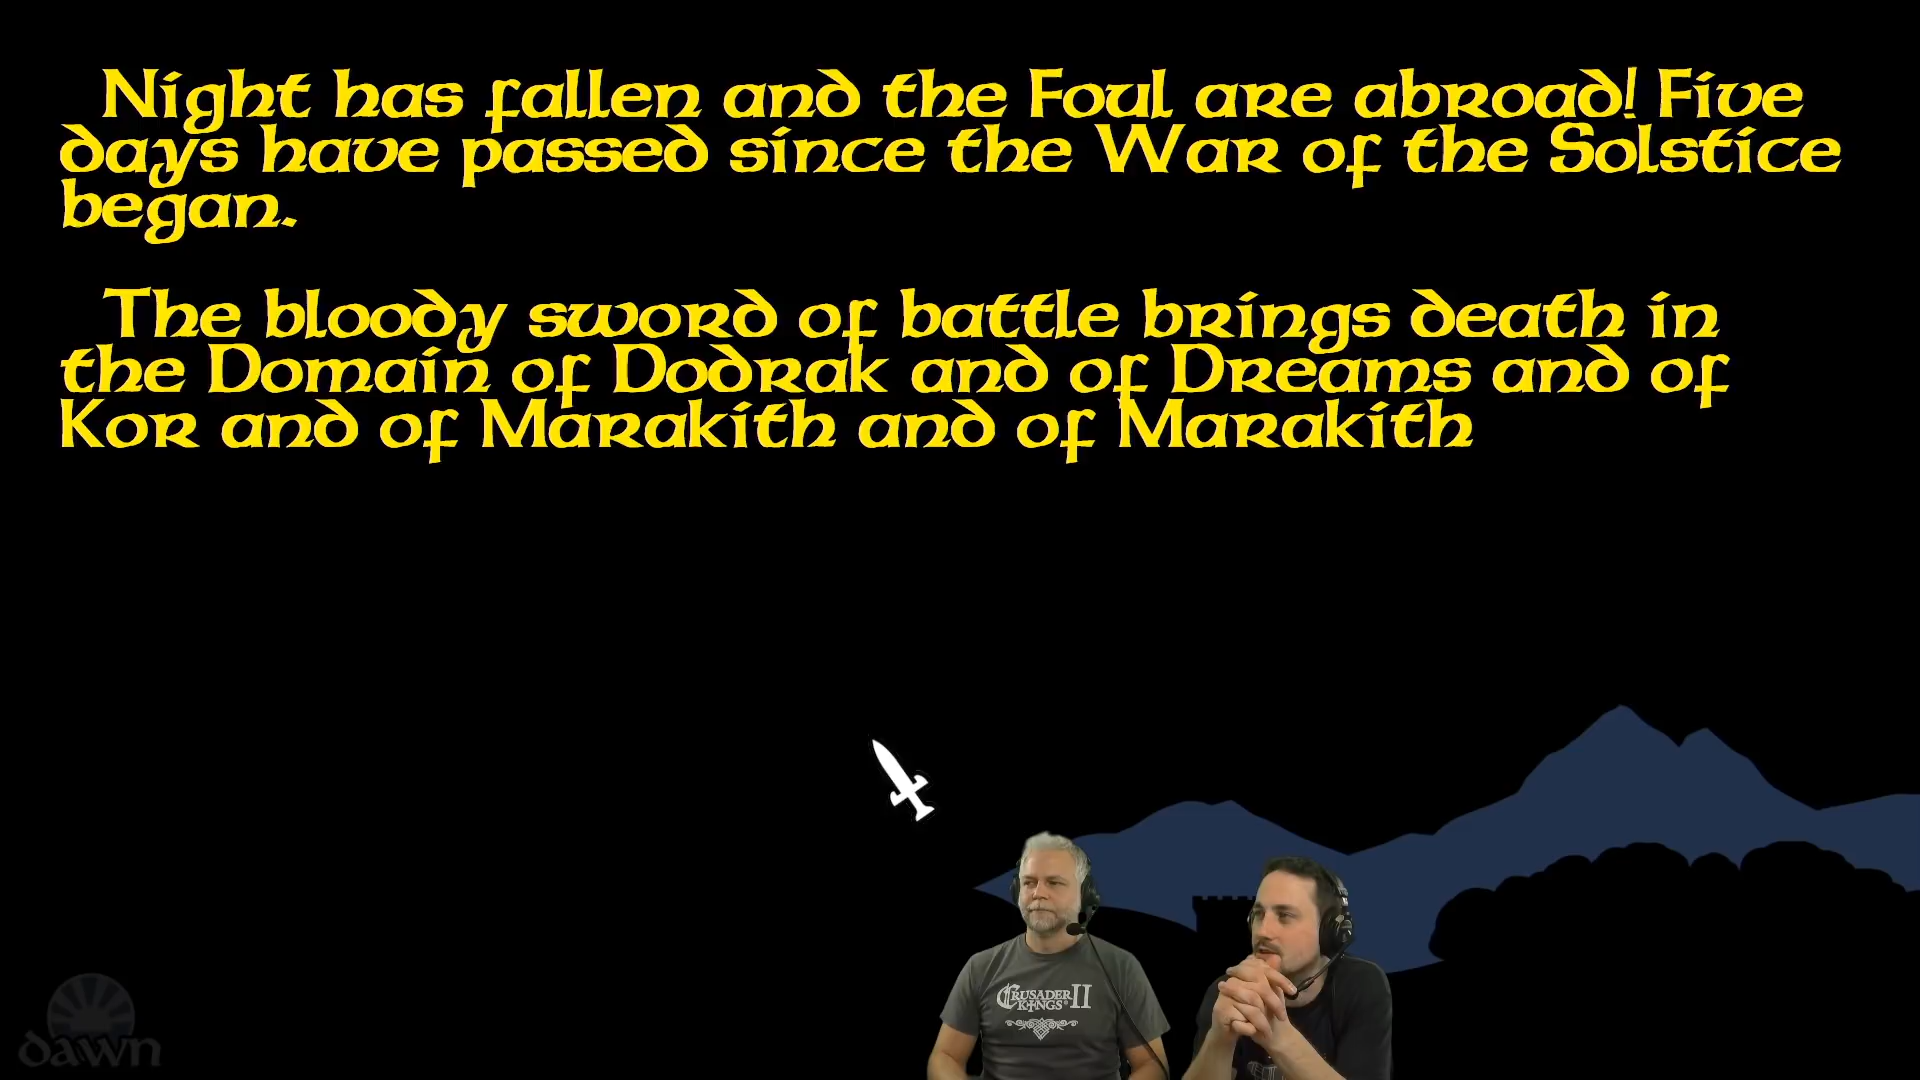 Night has fallen and the Foul are abroad! Five
days have passed since the War of the Solstice
began.
The bloody sword of battle brings death in
the Domain of Dodrak and of Dreams and of
Kor and of Marakith and of Marakith
Crusader II
Kings
dawn